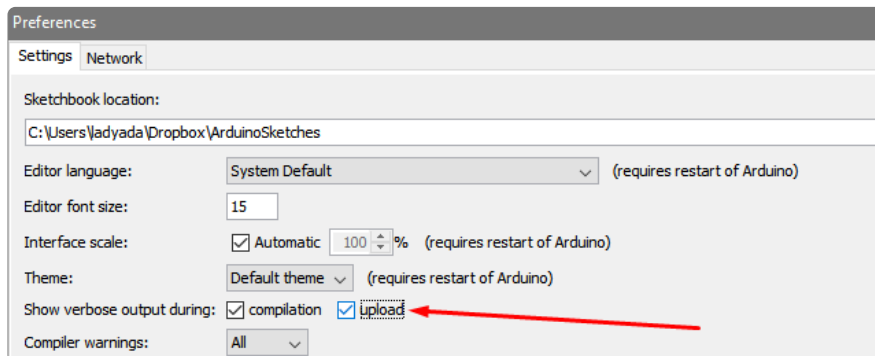 Preferences
Settings Network
Sketchbook location:
C:\Users\ladyada\Dropbox\ArduinoSketches
Editor language: System Default (requires restart of Arduino)
Editor font size: 15
Interface scale: Automatic 100 % (requires restart of Arduino)
Theme: Default theme (requires restart of Arduino)
Show verbose output during: compilation upload
Compiler warnings: All